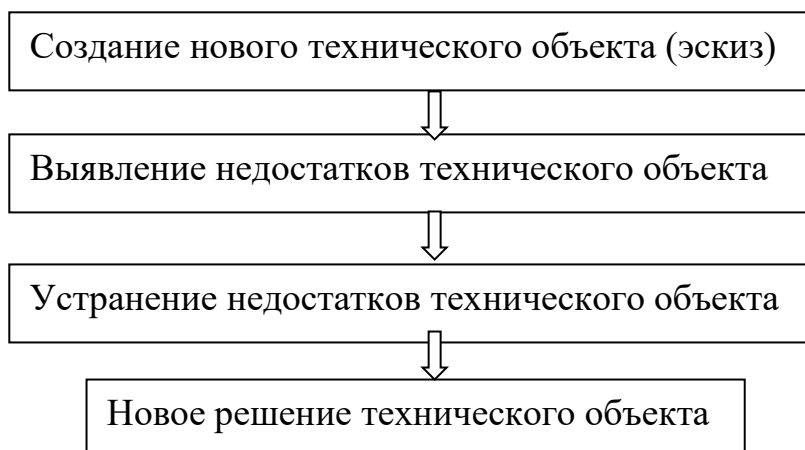 Создание нового технического объекта (эскиз)
Выявление недостатков технического объекта
Устранение недостатков технического объекта
Новое решение технического объекта